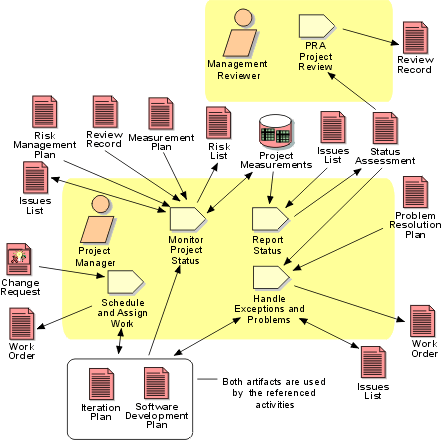 Management
Reviewer
PRA
Project
Review
Review
Record
Risk
Management
Plan
Review
Record
Measurement
Plan
Risk
List
Project
Measurements
Issues
List
Status
Assessment
Issues
List
Project
Manager
Monitor
Project
Status
Report
Status
Problem
Resolution
Plan
Change
Request
Schedule
and Assign
Work
Handle
Exceptions and
Problems
Work
Order
Work
Order
Issues
List
Iteration
Plan
Software
Development
Plan
Both artifacts are used
by the referenced
activities